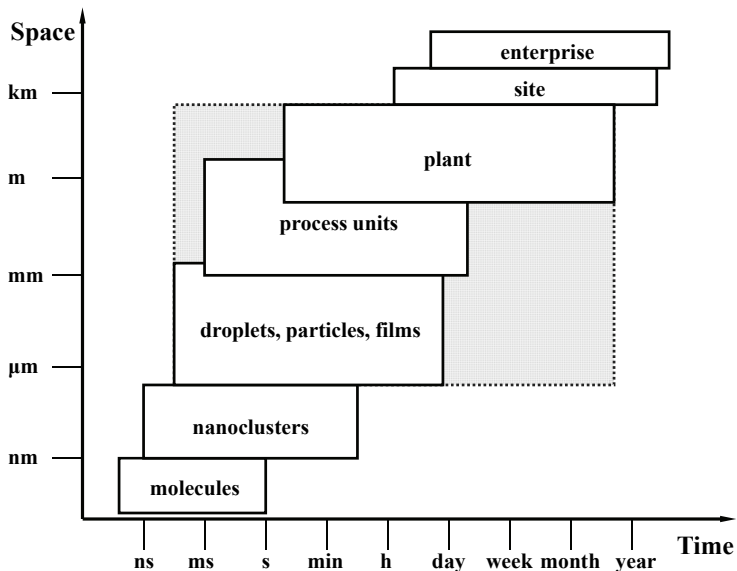 Space
enterprise
km
site
plant
m
process units
mm
droplets, particles, films
µm
nanoclusters
nm
molecules
Time
ns ms s min h day week month year